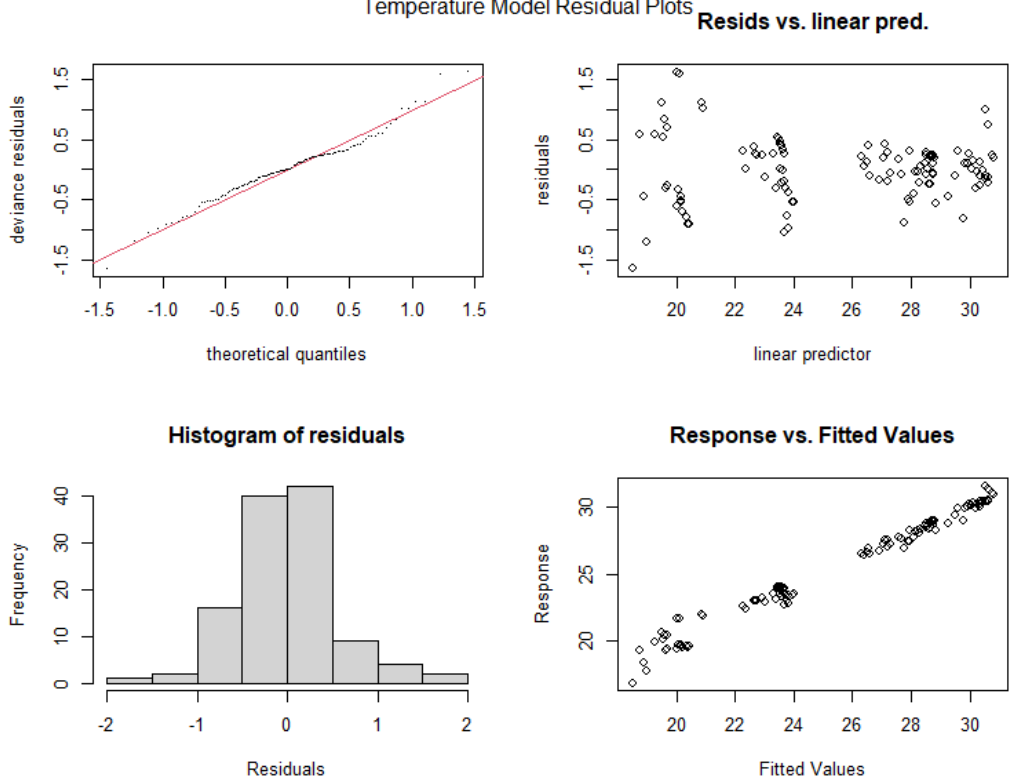 Temperature Model Residual Plots
Resids vs. linear pred.
deviance residuals
-1.5 -0.5 0.5 1.5
-1.5 -1.0 -0.5 0.0 0.5 1.0 1.5
theoretical quantiles
residuals
-1.5 -0.5 0.5 1.5
20 22 24 26 28 30
linear predictor
Histogram of residuals
Frequency
0 10 20 30 40
-2 -1 0 1 2
Residuals
Response vs. Fitted Values
Response
20 25 30
20 22 24 26 28 30
Fitted Values